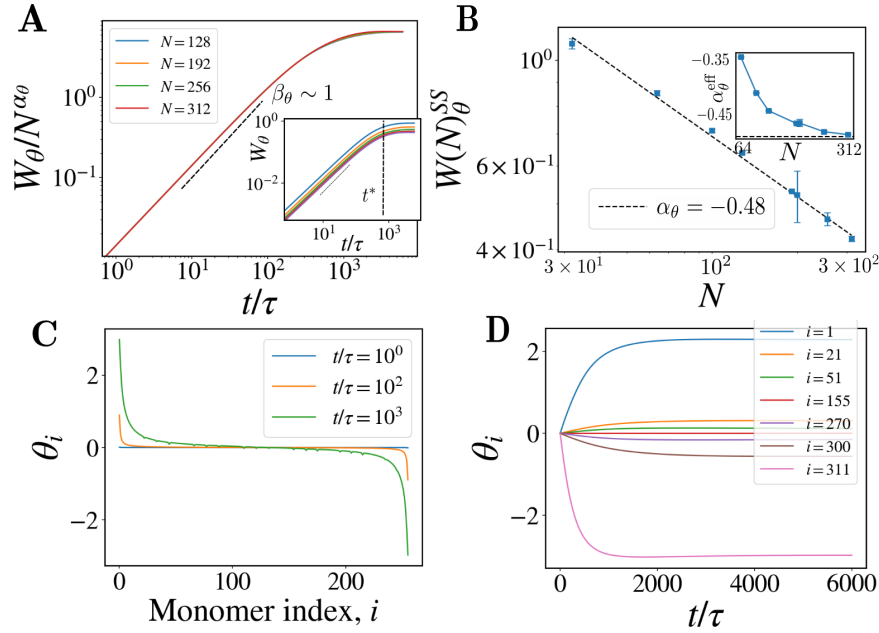 A
W_θ/N^{α_θ}
10^0
10^{-1}
N = 128
N = 192
N = 256
N = 312
β_θ ∼ 1
W_θ
10^0
10^{-2}
t*
10^1
10^3
t/τ
10^0
10^1
10^2
10^3
t/τ
B
W(N)_θ^{SS}
10^0
6 × 10^{-1}
4 × 10^{-1}
α_θ^{eff}
−0.35
−0.45
64
N
312
α_θ = −0.48
3 × 10^1
10^2
3 × 10^2
N
C
θ_i
2
0
−2
t/τ = 10^0
t/τ = 10^2
t/τ = 10^3
0
100
200
Monomer index, i
D
θ_i
2
0
−2
i = 1
i = 21
i = 51
i = 155
i = 270
i = 300
i = 311
0
2000
4000
6000
t/τ